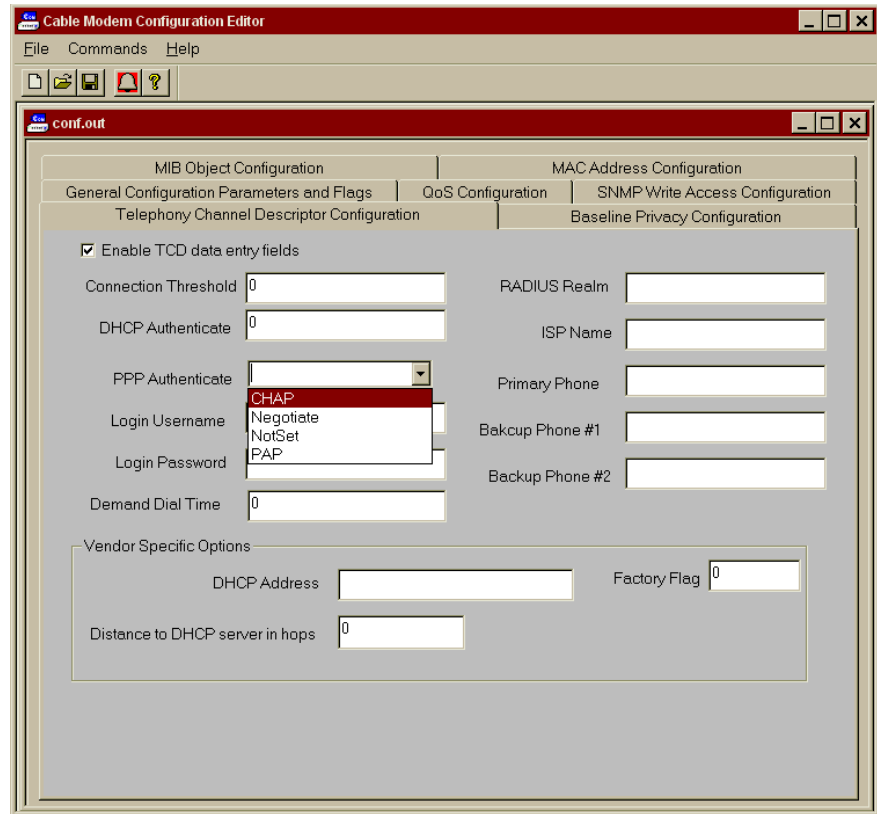 Cable Modem Configuration Editor
File Commands Help
conf.out
MIB Object Configuration
MAC Address Configuration
General Configuration Parameters and Flags
QoS Configuration
SNMP Write Access Configuration
Telephony Channel Descriptor Configuration
Baseline Privacy Configuration
Enable TCD data entry fields
Connection Threshold 0
DHCP Authenticate 0
PPP Authenticate
CHAP
Negotiate
NotSet
PAP
Login Username
Login Password
Demand Dial Time 0
RADIUS Realm
ISP Name
Primary Phone
Bakcup Phone #1
Backup Phone #2
Vendor Specific Options
DHCP Address
Factory Flag 0
Distance to DHCP server in hops 0